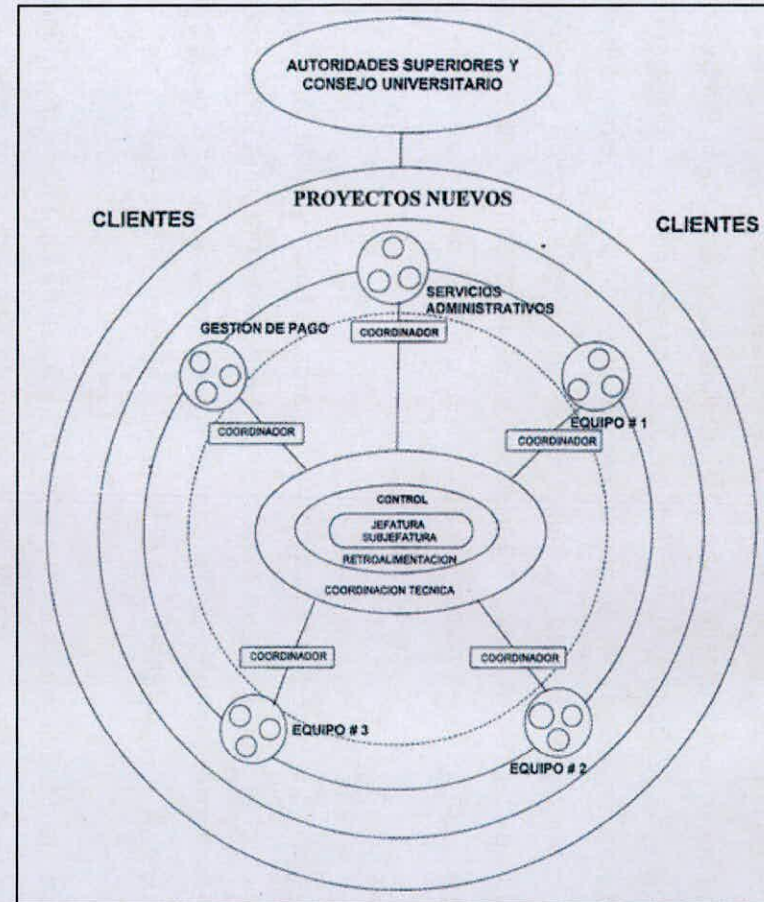 AUTORIDADES SUPERIORES Y
CONSEJO UNIVERSITARIO
PROYECTOS NUEVOS
CLIENTES
CLIENTES
SERVICIOS
ADMINISTRATIVOS
GESTIÓN DE PAGO
COORDINADOR
EQUIPO # 1
COORDINADOR
COORDINADOR
CONTROL
JEFATURA
SUBJEFATURA
RETROALIMENTACION
COORDINACION TECNICA
COORDINADOR
COORDINADOR
EQUIPO # 3
EQUIPO # 2